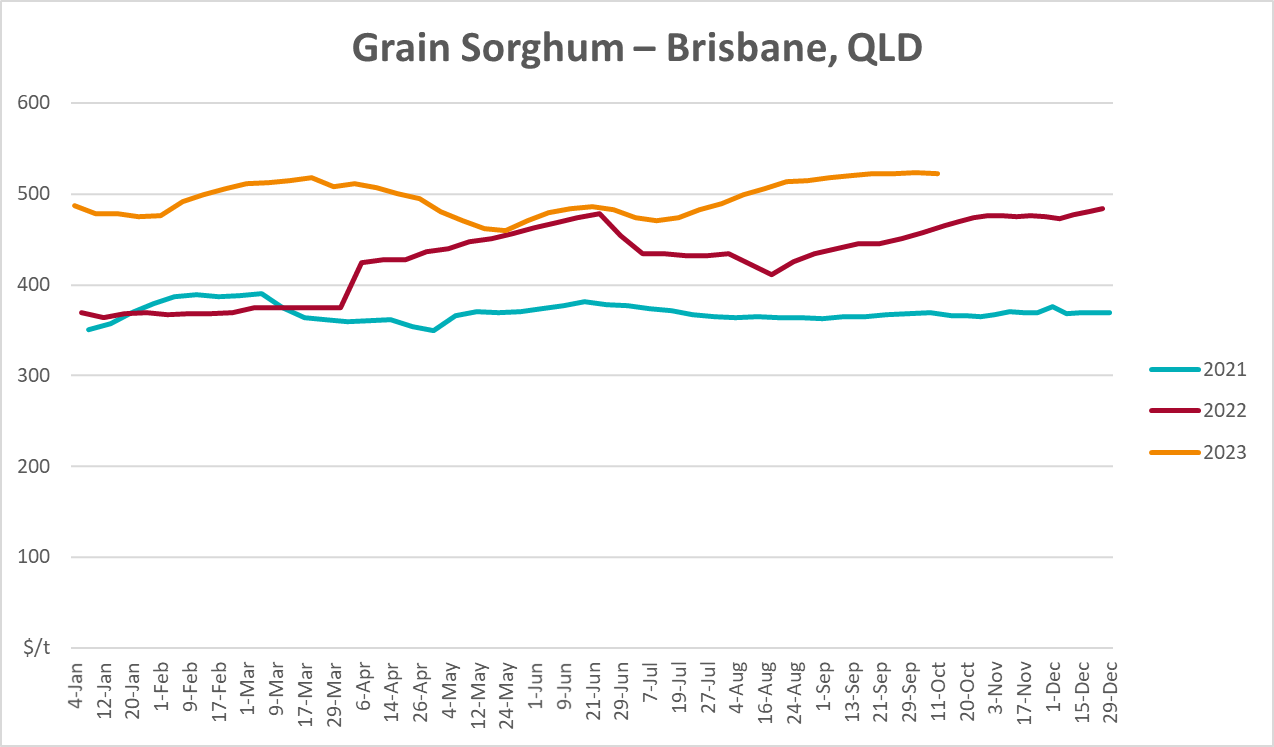 Grain Sorghum – Brisbane, QLD
600
500
400
300
200
100
$/t
4-Jan
12-Jan
20-Jan
1-Feb
9-Feb
17-Feb
1-Mar
9-Mar
17-Mar
29-Mar
6-Apr
14-Apr
26-Apr
4-May
12-May
24-May
1-Jun
9-Jun
21-Jun
29-Jun
7-Jul
19-Jul
27-Jul
4-Aug
16-Aug
24-Aug
1-Sep
13-Sep
21-Sep
29-Sep
11-Oct
20-Oct
3-Nov
17-Nov
1-Dec
15-Dec
29-Dec
2021
2022
2023